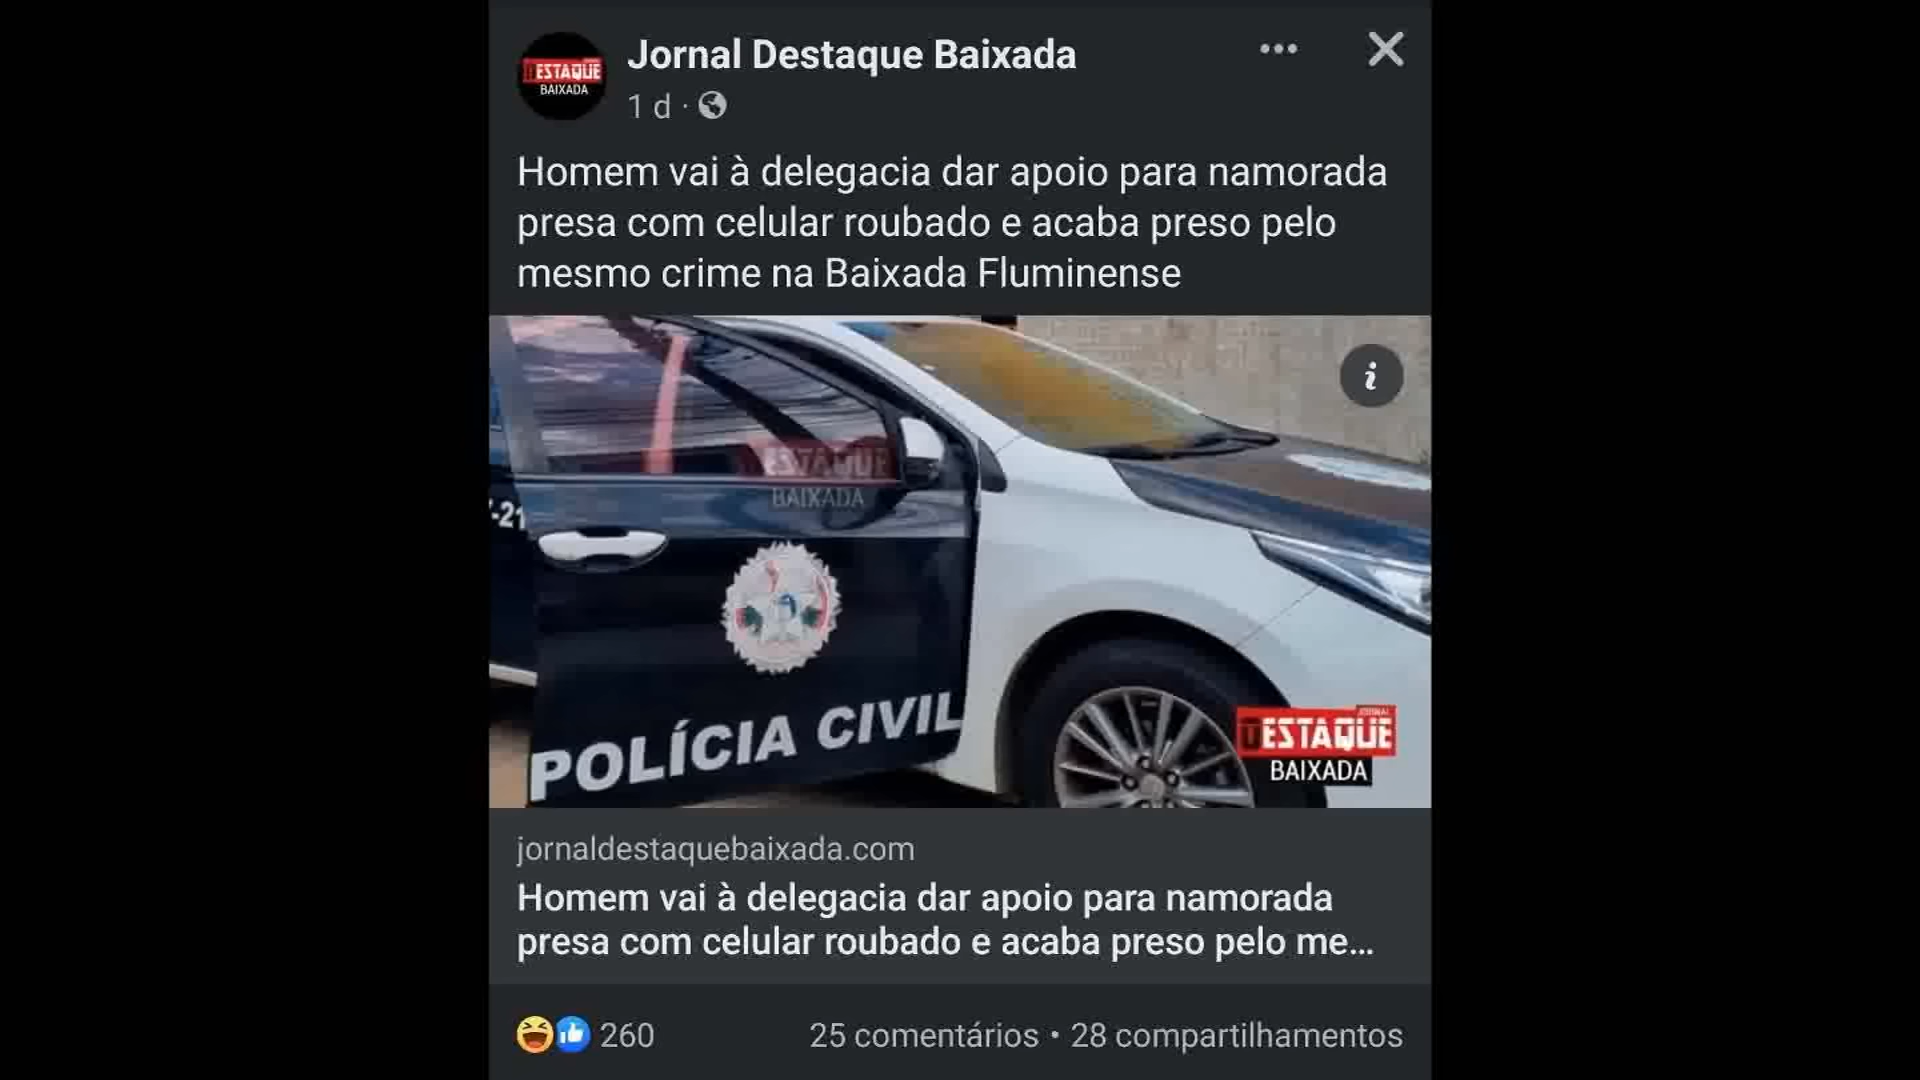 DESTAQUE
BAIXADA
Jornal Destaque Baixada
1 d ·
Homem vai à delegacia dar apoio para namorada
presa com celular roubado e acaba preso pelo
mesmo crime na Baixada Fluminense
DESTAQUE
BAIXADA
-21
POLÍCIA CIVIL
JORNAL
DESTAQUE
BAIXADA
jornaldestaquebaixada.com
Homem vai à delegacia dar apoio para namorada
presa com celular roubado e acaba preso pelo me...
260
25 comentários • 28 compartilhamentos